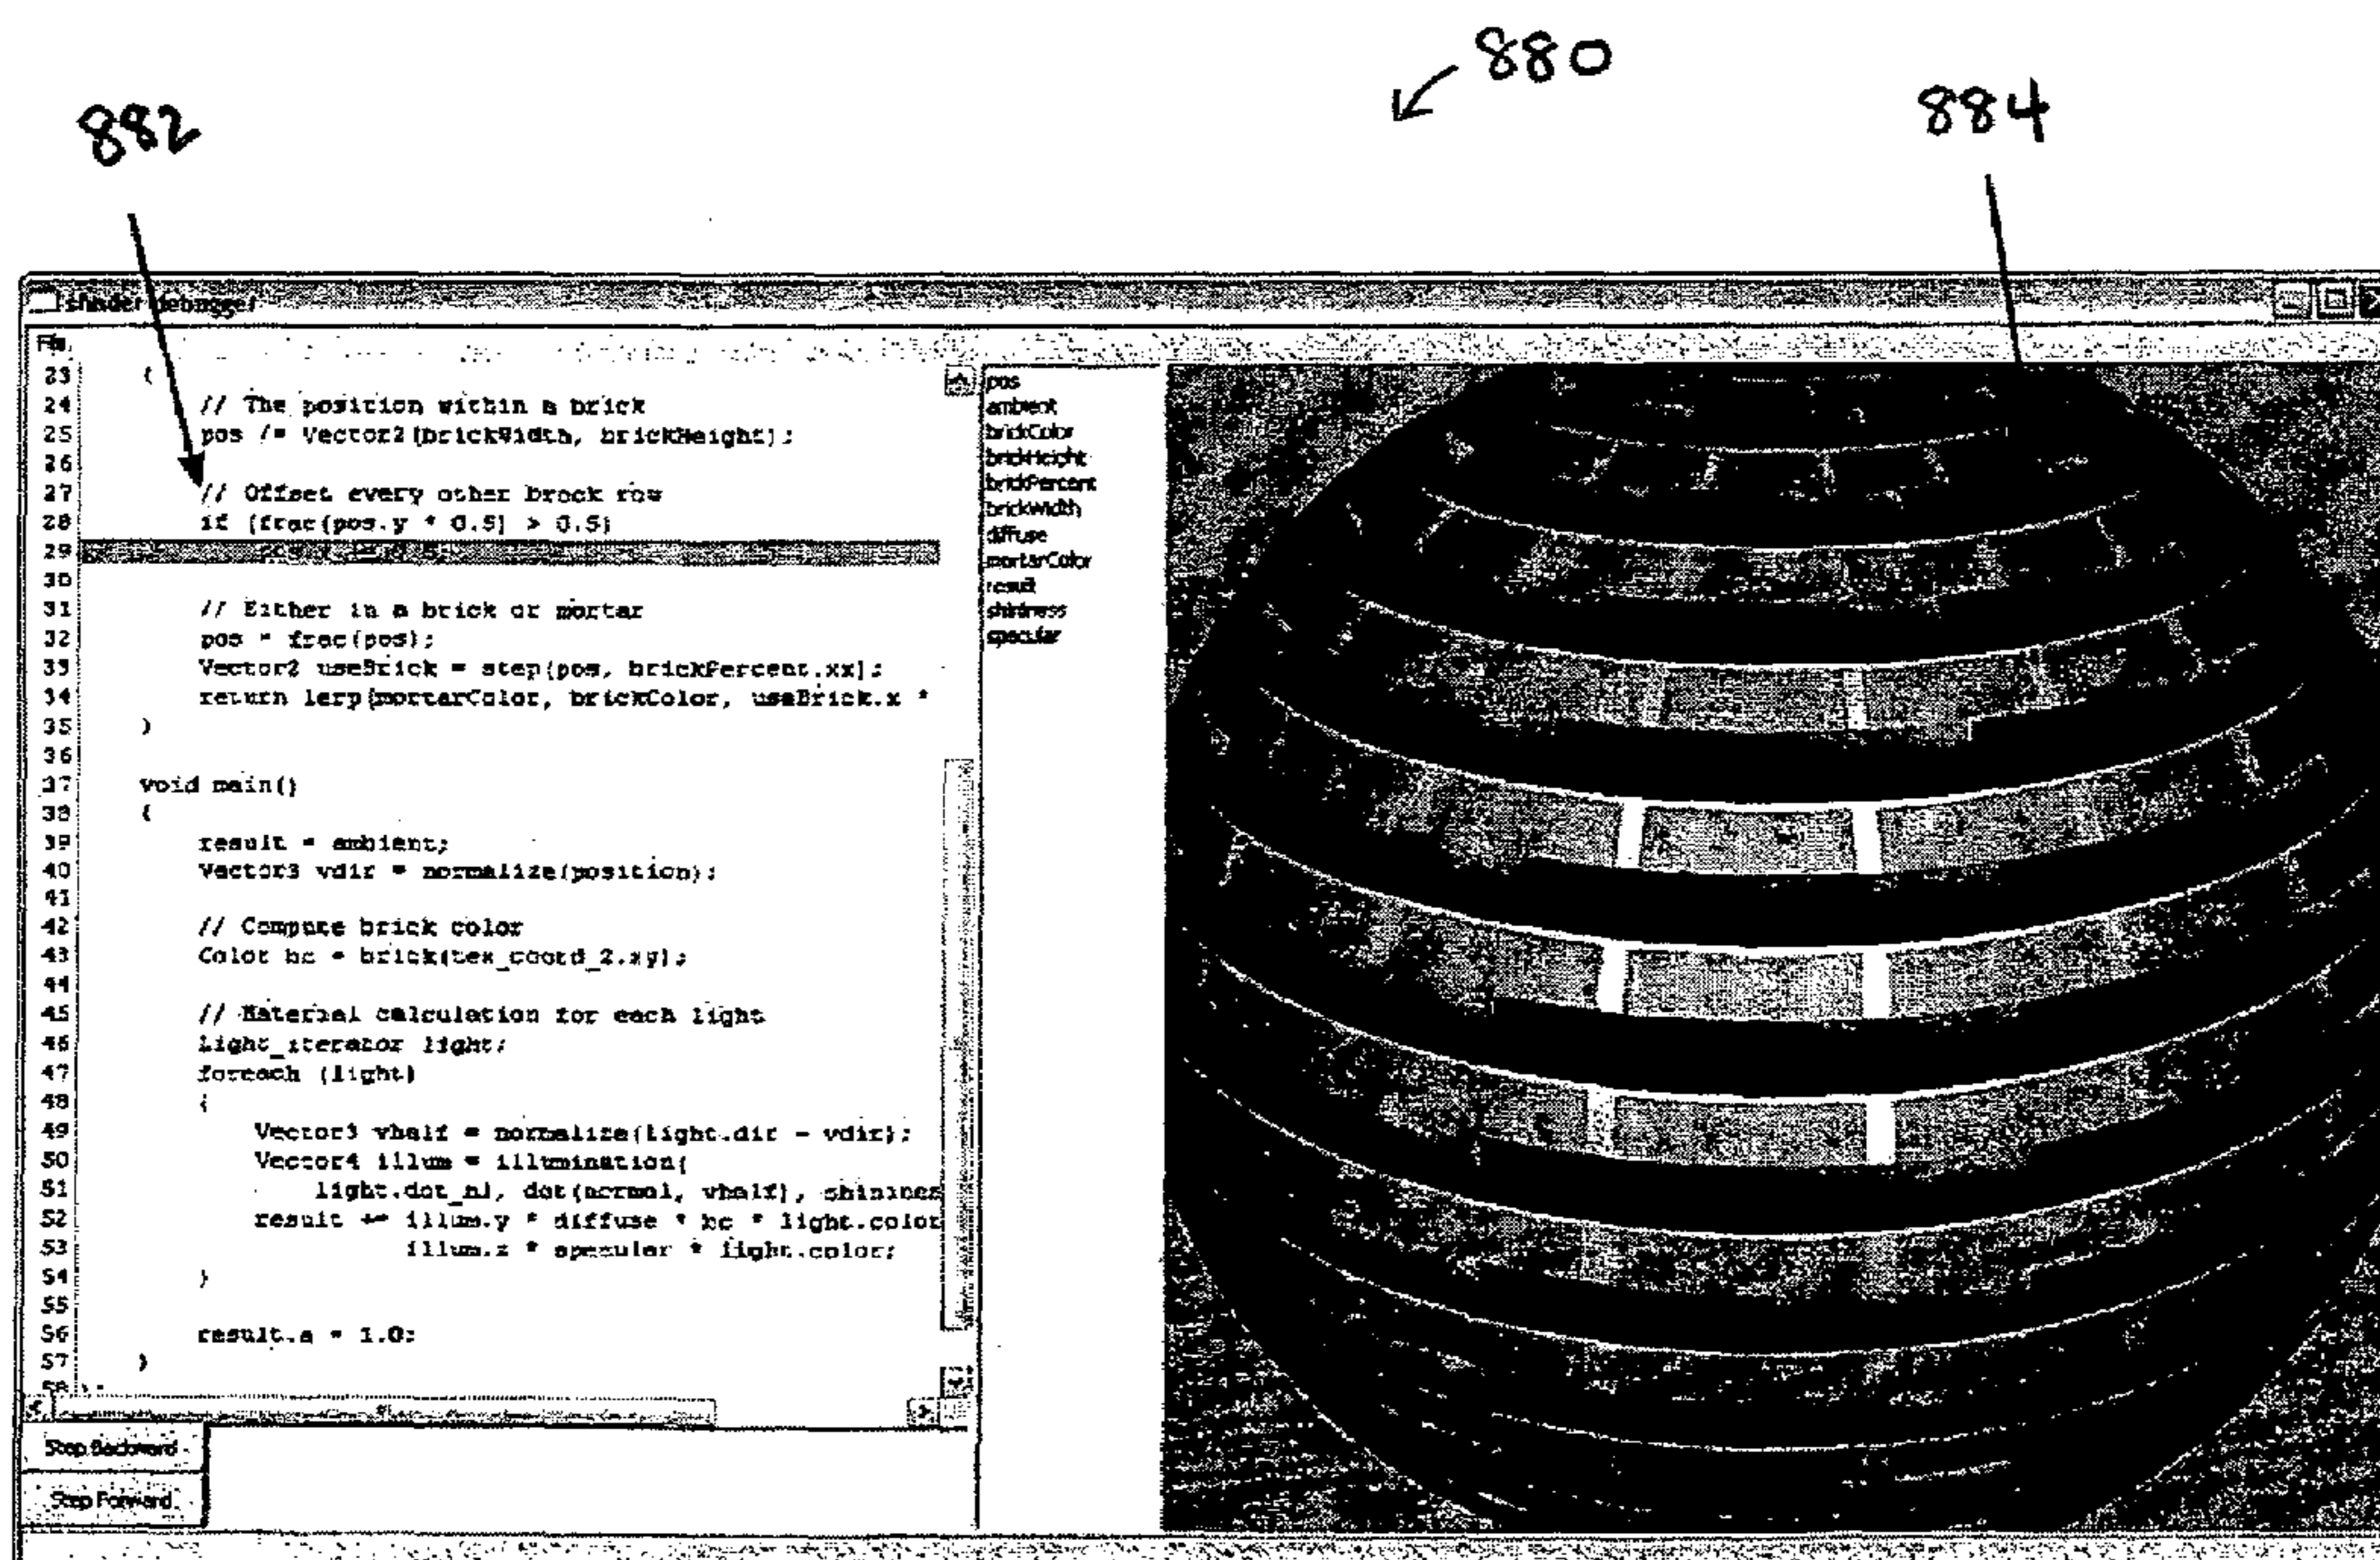 880
882
884
shader debugger
File
23 {
24 // The position within a brick
25 pos /= Vector2(brickWidth, brickHeight);
26
27 // Offset every other brock row
28 if (frac(pos.y * 0.5) > 0.5)
29
30
31 // Either in a brick or mortar
32 pos = frac(pos);
33 Vector2 useBrick = step(pos, brickPercent.xx);
34 return lerp(mortarColor, brickColor, useBrick.x *
35 }
36
37 void main()
38 {
39 result = ambient;
40 Vector3 vdir = normalize(position);
41
42 // Compute brick color
43 Color bc = brick(tex_coord_2.xy);
44
45 // Material calculation for each light
46 Light_iterator light;
47 foreach (light)
48 {
49 Vector3 vhalf = normalize(light.dir - vdir);
50 Vector4 illum = illumination(
51 light.dot_nl, dot(normal, vhalf), shinines
52 result += illum.y * diffuse * bc * light.color
53 illum.z * specular * light.color;
54 }
55
56 result.a = 1.0;
57 }
58 };
Step Backward
Step Forward
pos
ambient
brickColor
brickHeight
brickPercent
brickWidth
diffuse
mortarColor
result
shininess
specular